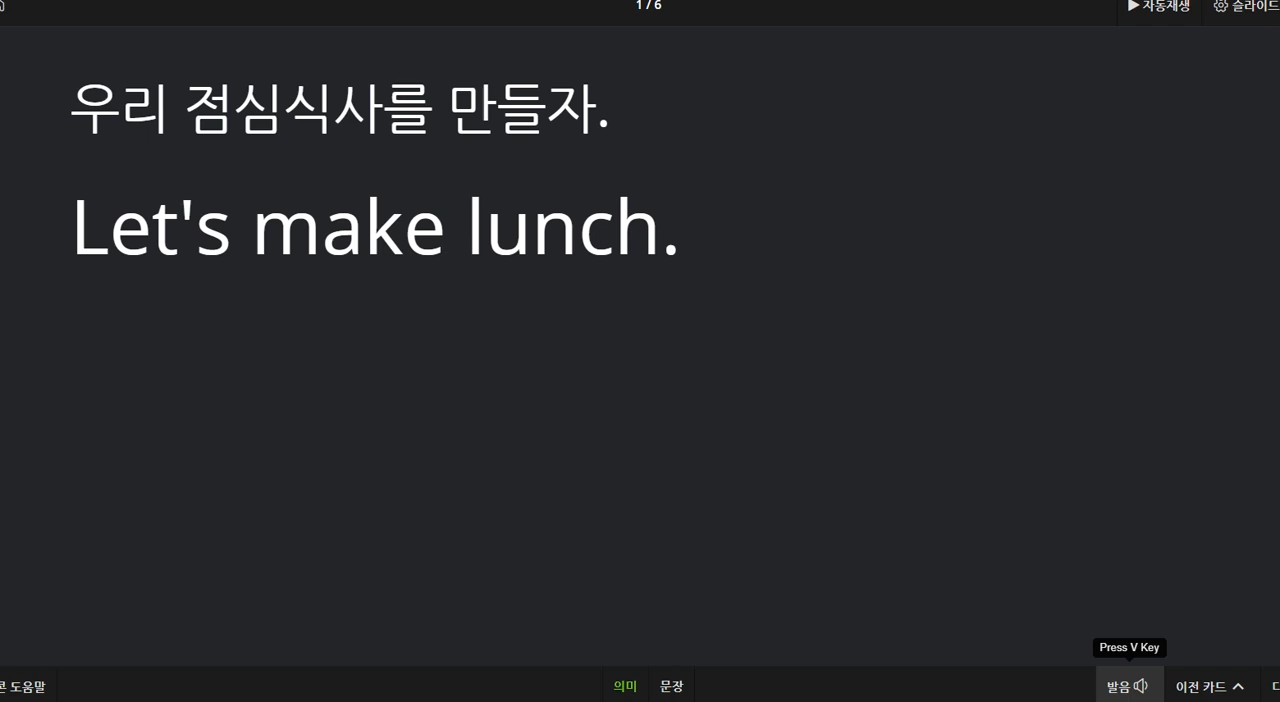 1 / 6
자동재생
슬라이드
우리 점심식사를 만들자.
Let's make lunch.
Press V Key
도움말
의미
문장
발음
이전 카드